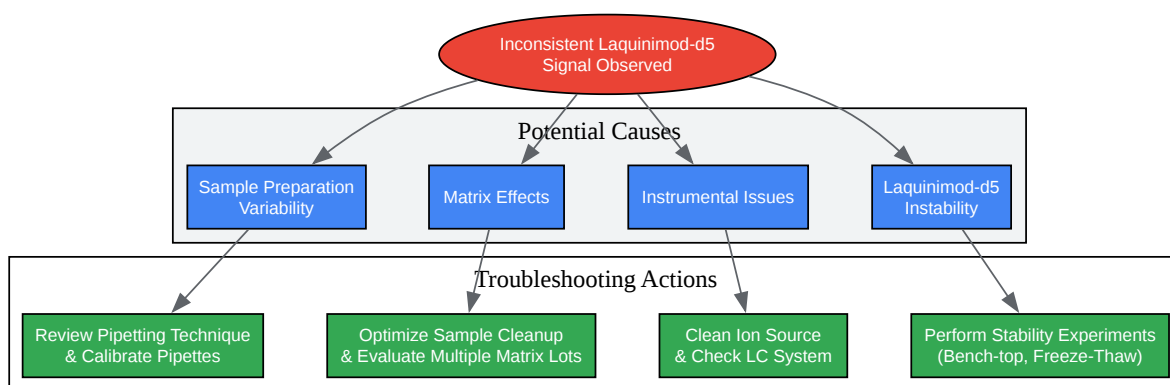 Inconsistent Laquinimod-d5
Signal Observed
Potential Causes
Sample Preparation
Variability
Matrix Effects
Instrumental Issues
Laquinimod-d5
Instability
Troubleshooting Actions
Review Pipetting Technique
& Calibrate Pipettes
Optimize Sample Cleanup
& Evaluate Multiple Matrix Lots
Clean Ion Source
& Check LC System
Perform Stability Experiments
(Bench-top, Freeze-Thaw)